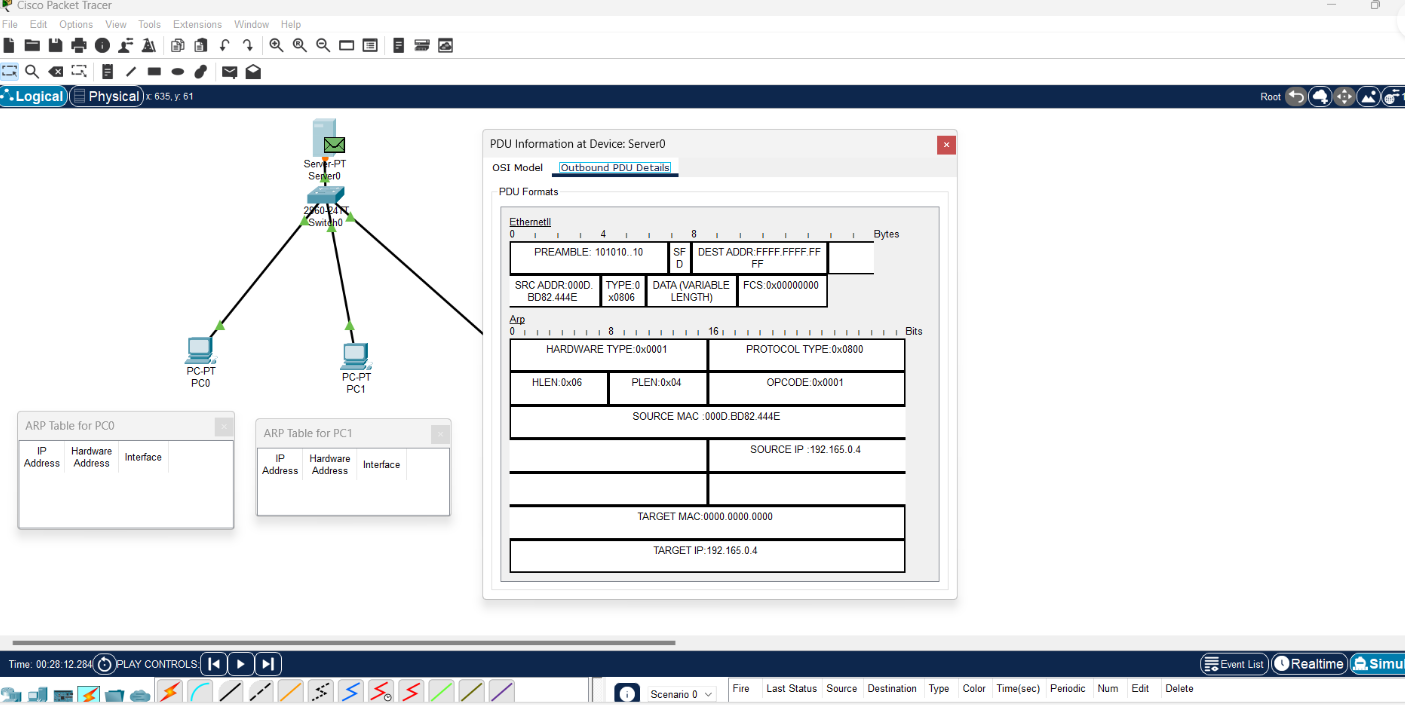 Cisco Packet Tracer
File Edit Options View Tools Extensions Window Help
Logical Physical x: 635, y: 61
Root
Server-PT
Server0
2960-24TT
Switch0
PC-PT
PC0
PC-PT
PC1
ARP Table for PC0
IP Address Hardware Address Interface
ARP Table for PC1
IP Address Hardware Address Interface
PDU Information at Device: Server0
OSI Model Outbound PDU Details
PDU Formats
EthernetII
0 4 8 Bytes
PREAMBLE: 101010..10 SFD DEST ADDR:FFFF.FFFF.FFFF
SRC ADDR:000D.BD82.444E TYPE:0x0806 DATA (VARIABLE LENGTH) FCS:0x00000000
Arp
0 8 16 Bits
HARDWARE TYPE:0x0001 PROTOCOL TYPE:0x0800
HLEN:0x06 PLEN:0x04 OPCODE:0x0001
SOURCE MAC :000D.BD82.444E
SOURCE IP :192.165.0.4
TARGET MAC:0000.0000.0000
TARGET IP:192.165.0.4
Time: 00:28:12.284 PLAY CONTROLS: Event List Realtime Simu
Scenario 0 Fire Last Status Source Destination Type Color Time(sec) Periodic Num Edit Delete